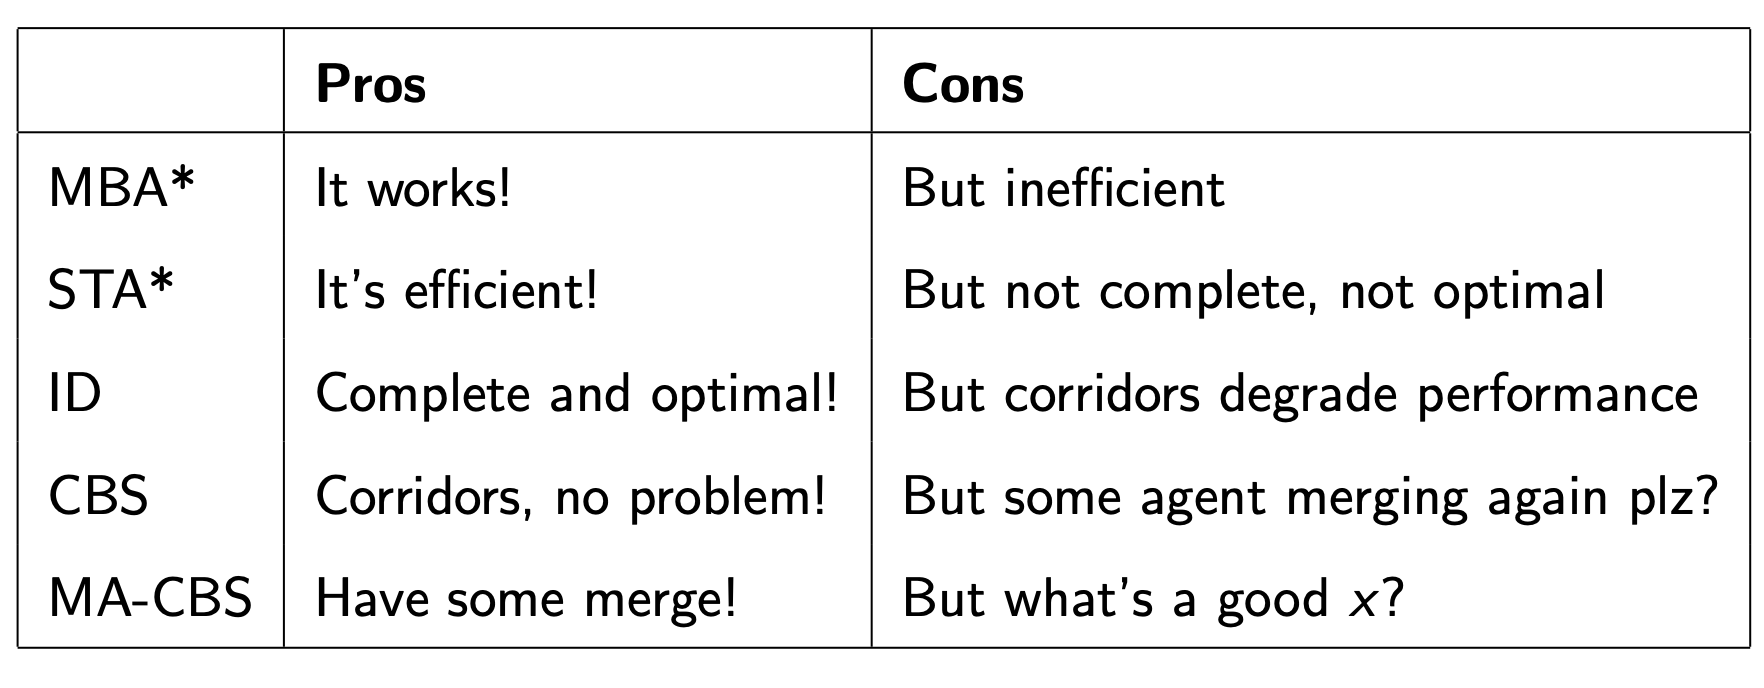 Pros Cons
MBA* It works! But inefficient
STA* It's efficient! But not complete, not optimal
ID Complete and optimal! But corridors degrade performance
CBS Corridors, no problem! But some agent merging again plz?
MA-CBS Have some merge! But what's a good x?